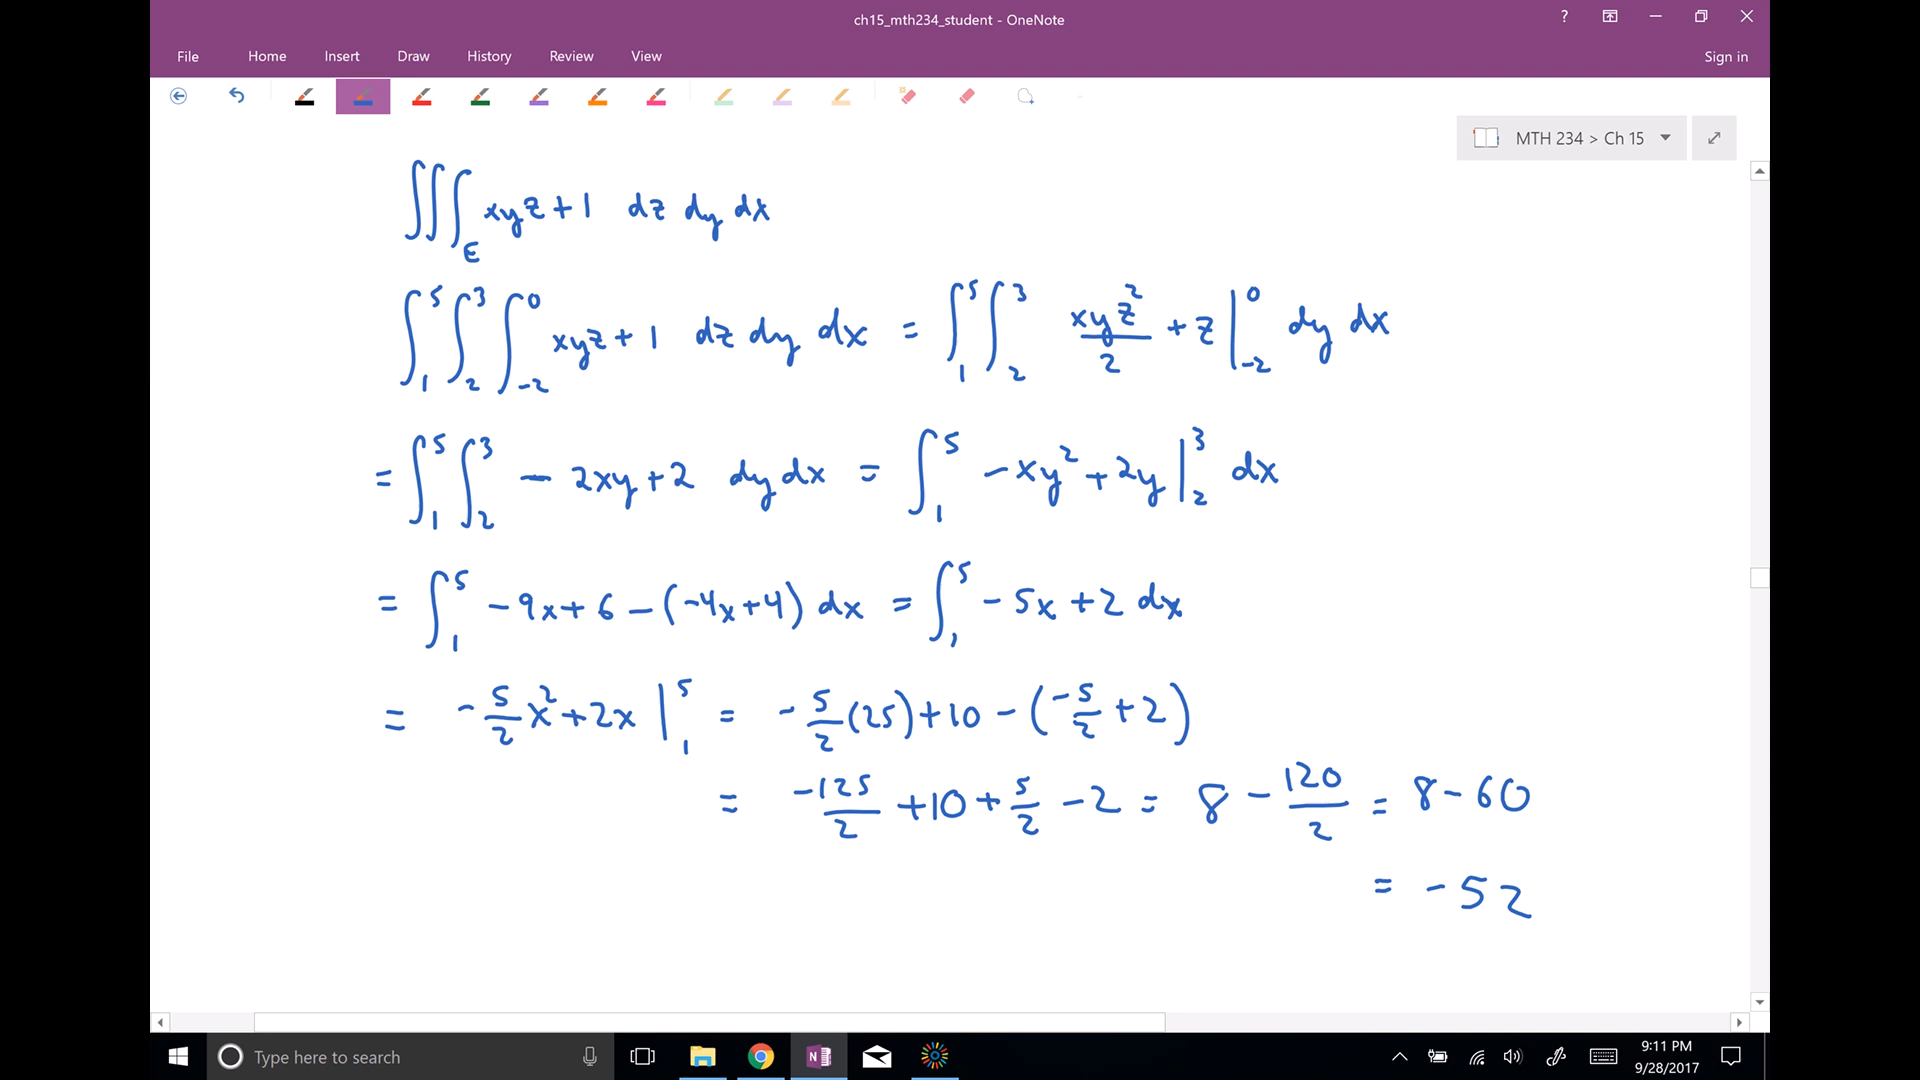 ch15_mth234_student - OneNote
?
File Home Insert Draw History Review View Sign in
MTH 234 > Ch 15
∭_E xyz+1 dz dy dx
∫_1^5 ∫_2^3 ∫_{-2}^0 xyz+1 dz dy dx = ∫_1^5 ∫_2^3 xyz^2/2 + z |_{-2}^0 dy dx
= ∫_1^5 ∫_2^3 - 2xy+2 dy dx = ∫_1^5 -xy^2+2y |_2^3 dx
= ∫_1^5 -9x+6-(-4x+4) dx = ∫_1^5 -5x+2 dx
= -5/2 x^2+2x |_1^5 = -5/2 (25)+10-(-5/2+2)
= -125/2 +10+5/2 -2 = 8 - 120/2 = 8-60
= -52
Type here to search
N
9:11 PM
9/28/2017